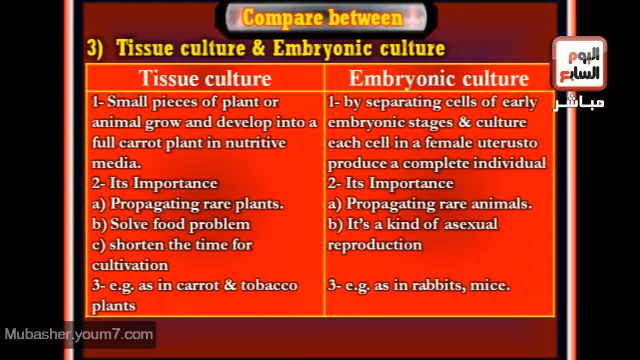 Compare between
3) Tissue culture & Embryonic culture
Tissue culture
1- Small pieces of plant or
animal grow and develop into a
full carrot plant in nutritive
media.
2- Its Importance
a) Propagating rare plants.
b) Solve food problem
c) shorten the time for
cultivation
3- e.g. as in carrot & tobacco
plants
Embryonic culture
1- by separating cells of early
embryonic stages & culture
each cell in a female uterusto
produce a complete individual
2- Its Importance
a) Propagating rare animals.
b) It's a kind of asexual
reproduction
3- e.g. as in rabbits, mice.
اليوم
السابع
مباشر
Mubasher.youm7.com